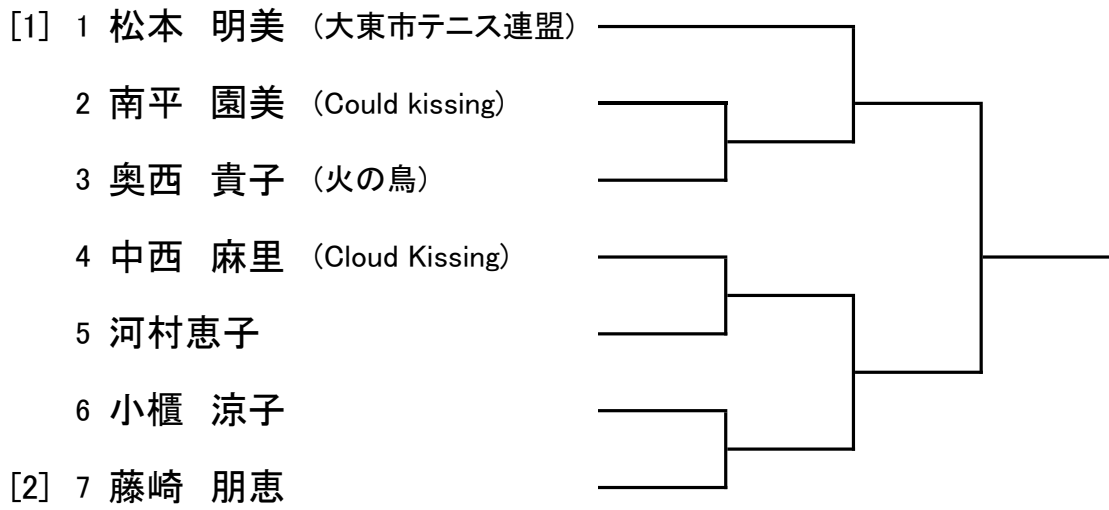 [1] 1 松本　明美 (大東市テニス連盟)
2 南平　園美 (Could kissing)
3 奥西　貴子 (火の鳥)
4 中西　麻里 (Cloud Kissing)
5 河村恵子
6 小櫃　涼子
[2] 7 藤崎　朋恵